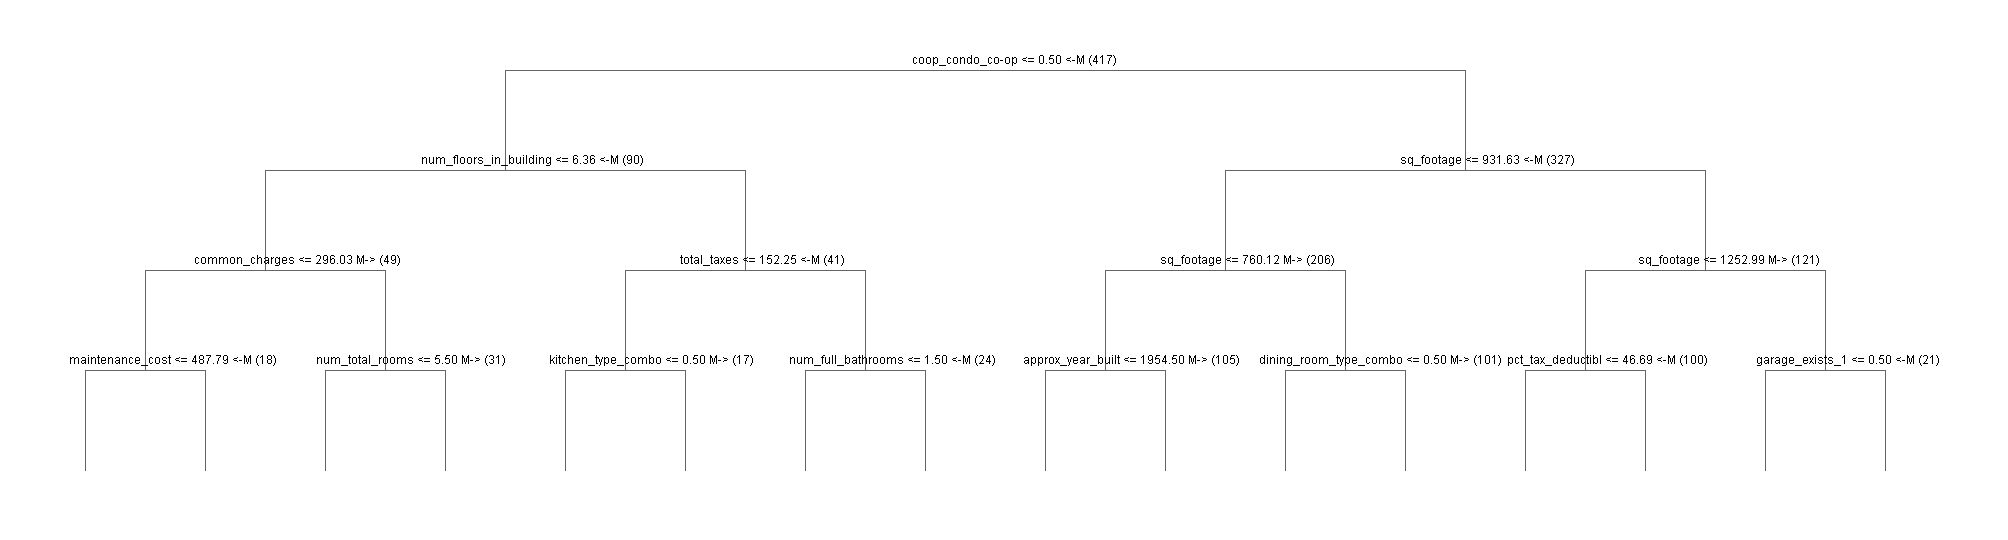 coop_condo_co-op <= 0.50 <-M (417)
num_floors_in_building <= 6.36 <-M (90)
sq_footage <= 931.63 <-M (327)
common_charges <= 296.03 M-> (49)
total_taxes <= 152.25 <-M (41)
sq_footage <= 760.12 M-> (206)
sq_footage <= 1252.99 M-> (121)
maintenance_cost <= 487.79 <-M (18)
num_total_rooms <= 5.50 M-> (31)
kitchen_type_combo <= 0.50 M-> (17)
num_full_bathrooms <= 1.50 <-M (24)
approx_year_built <= 1954.50 M-> (105)
dining_room_type_combo <= 0.50 M-> (101)
pct_tax_deductibl <= 46.69 <-M (100)
garage_exists_1 <= 0.50 <-M (21)